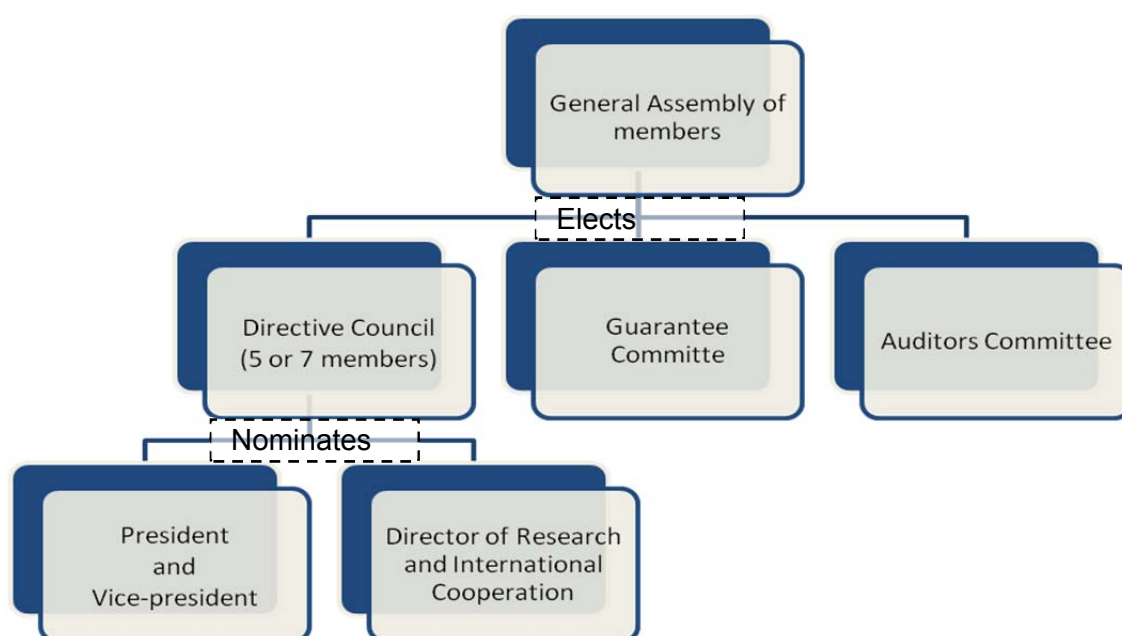 General Assembly of
members
Elects
Directive Council
(5 or 7 members)
Guarantee
Committe
Auditors Committee
Nominates
President
and
Vice-president
Director of Research
and International
Cooperation